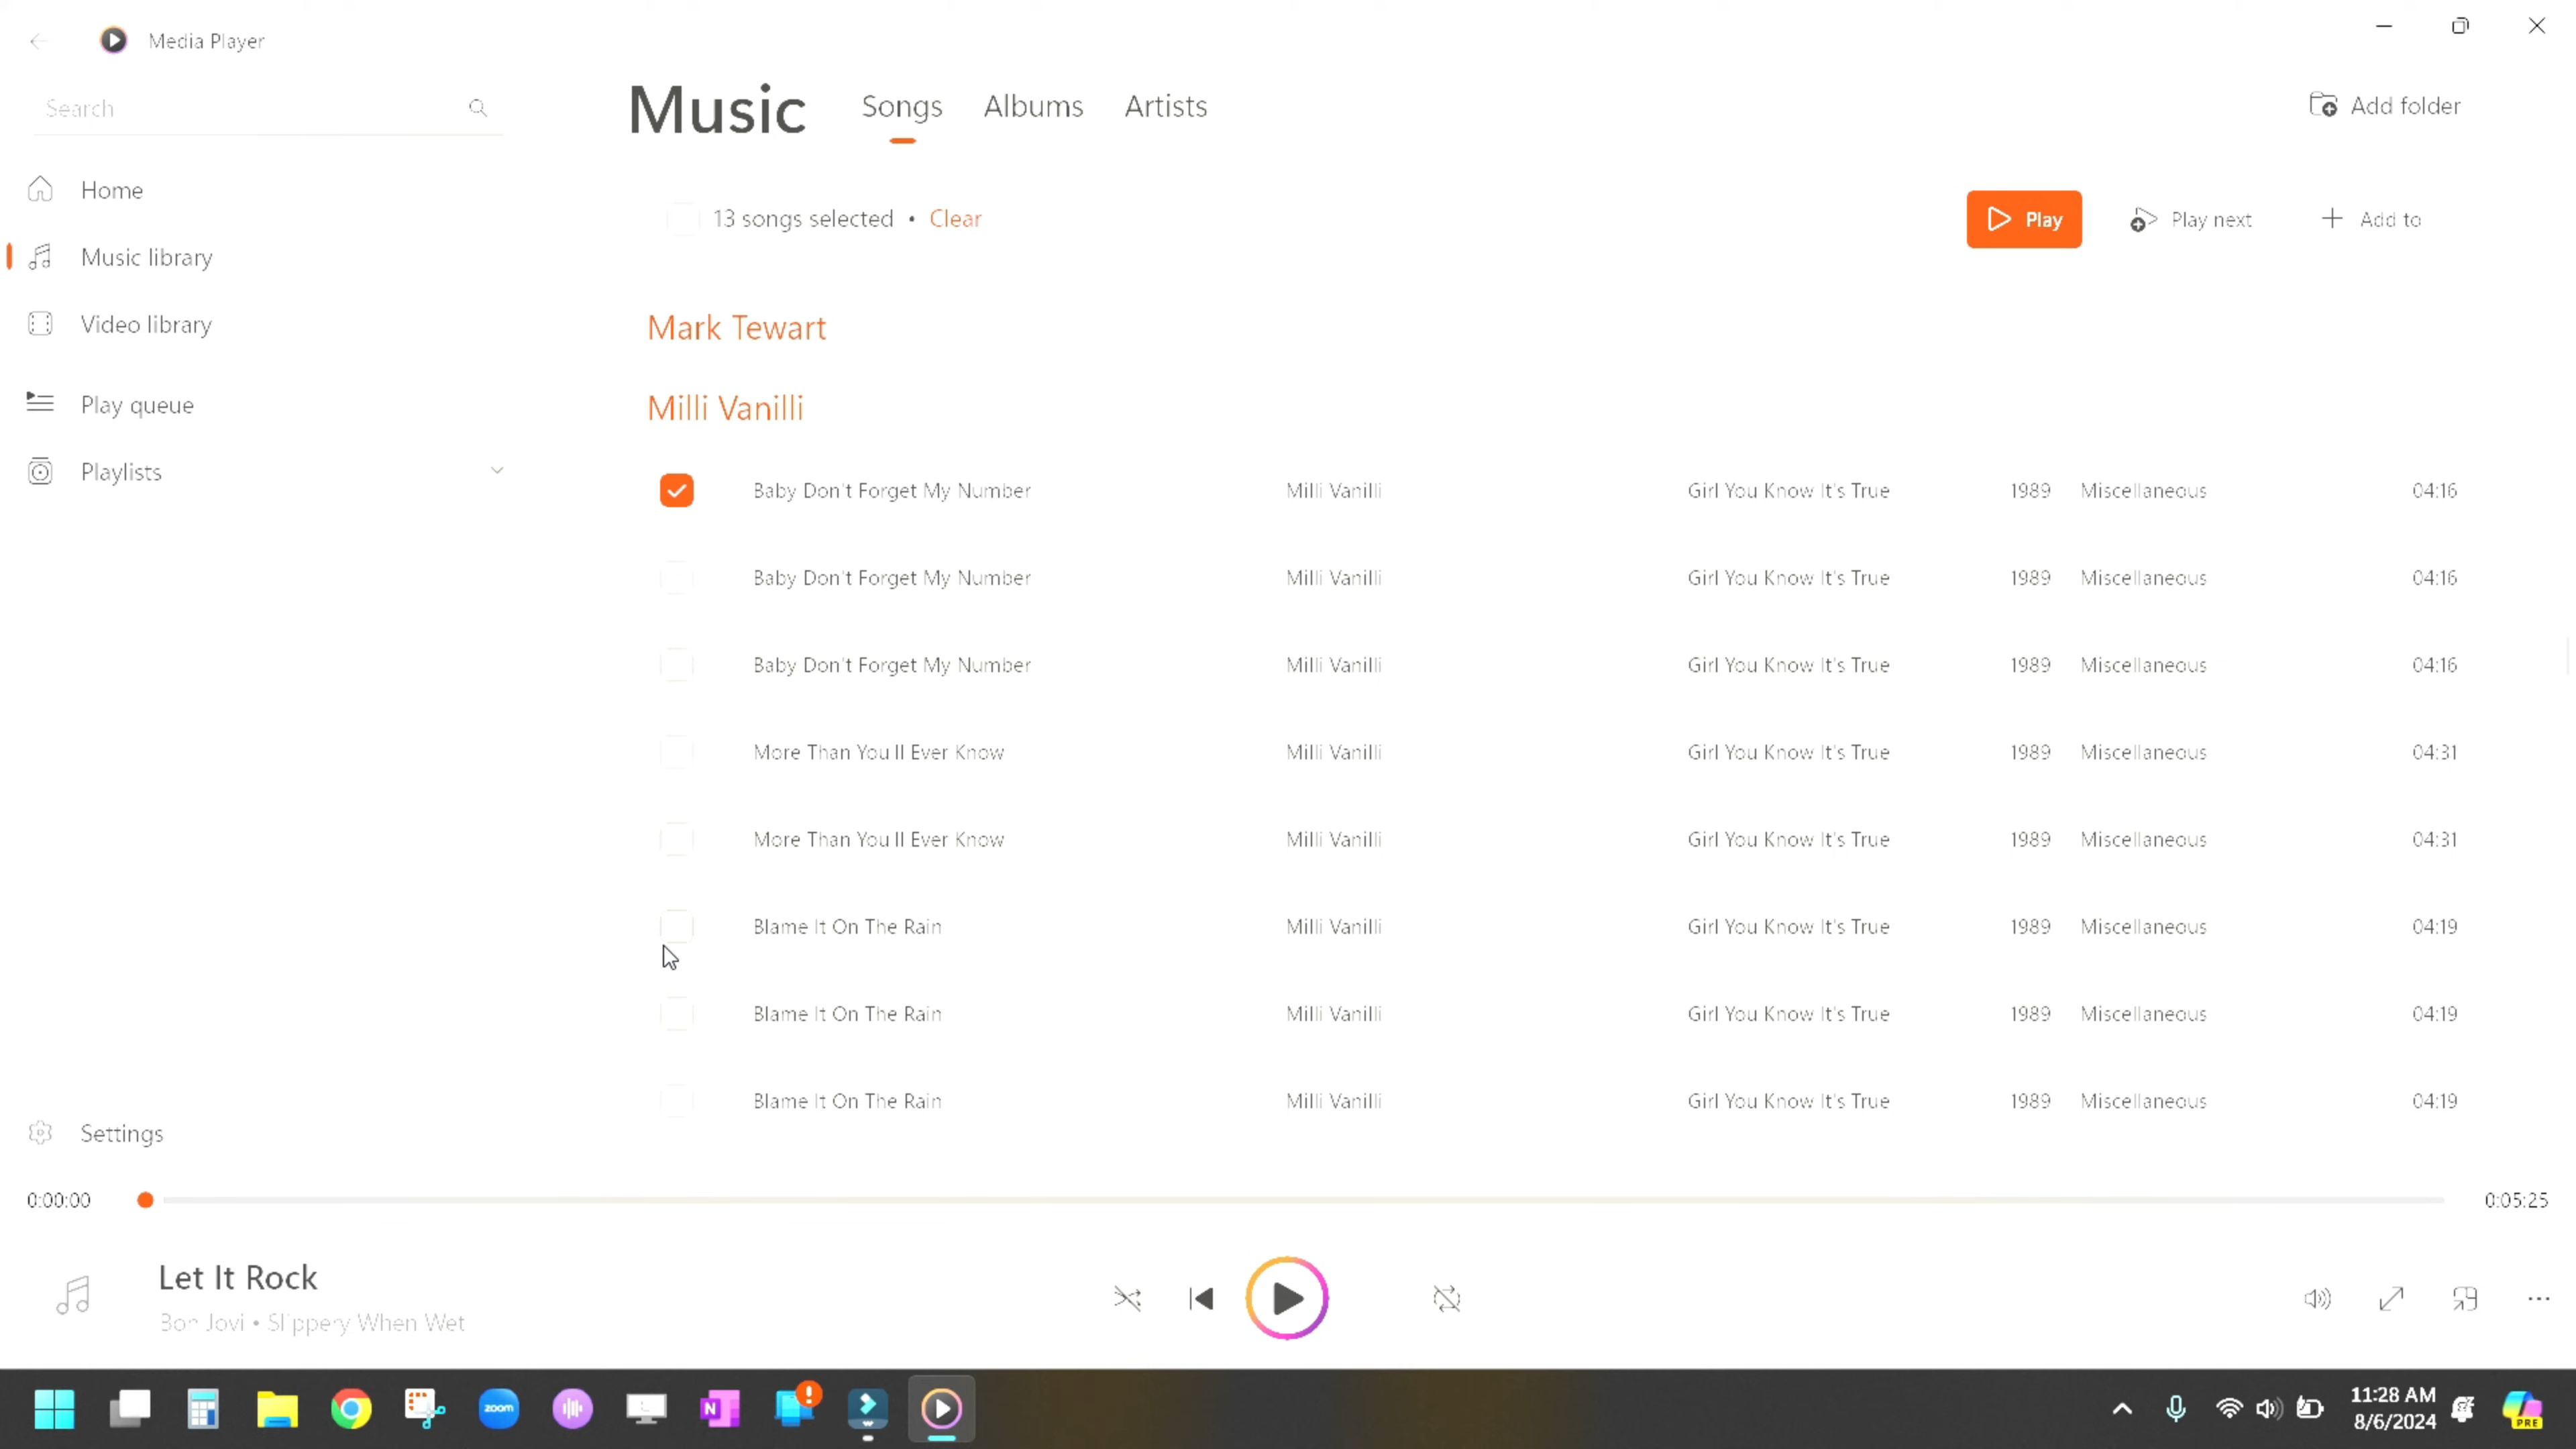 Media Player
Search
Home
Music library
Video library
Play queue
Playlists
Settings
Music Songs Albums Artists Add folder
13 songs selected • Clear Play Play next Add to
Mark Tewart
Milli Vanilli
Baby Don't Forget My Number Milli Vanilli Girl You Know It's True 1989 Miscellaneous 04:16
Baby Don't Forget My Number Milli Vanilli Girl You Know It's True 1989 Miscellaneous 04:16
Baby Don't Forget My Number Milli Vanilli Girl You Know It's True 1989 Miscellaneous 04:16
More Than You ll Ever Know Milli Vanilli Girl You Know It's True 1989 Miscellaneous 04:31
More Than You ll Ever Know Milli Vanilli Girl You Know It's True 1989 Miscellaneous 04:31
Blame It On The Rain Milli Vanilli Girl You Know It's True 1989 Miscellaneous 04:19
Blame It On The Rain Milli Vanilli Girl You Know It's True 1989 Miscellaneous 04:19
Blame It On The Rain Milli Vanilli Girl You Know It's True 1989 Miscellaneous 04:19
0:00:00 0:05:25
Let It Rock
Bon Jovi • Slippery When Wet
zoom N 11:28 AM
8/6/2024 PRE